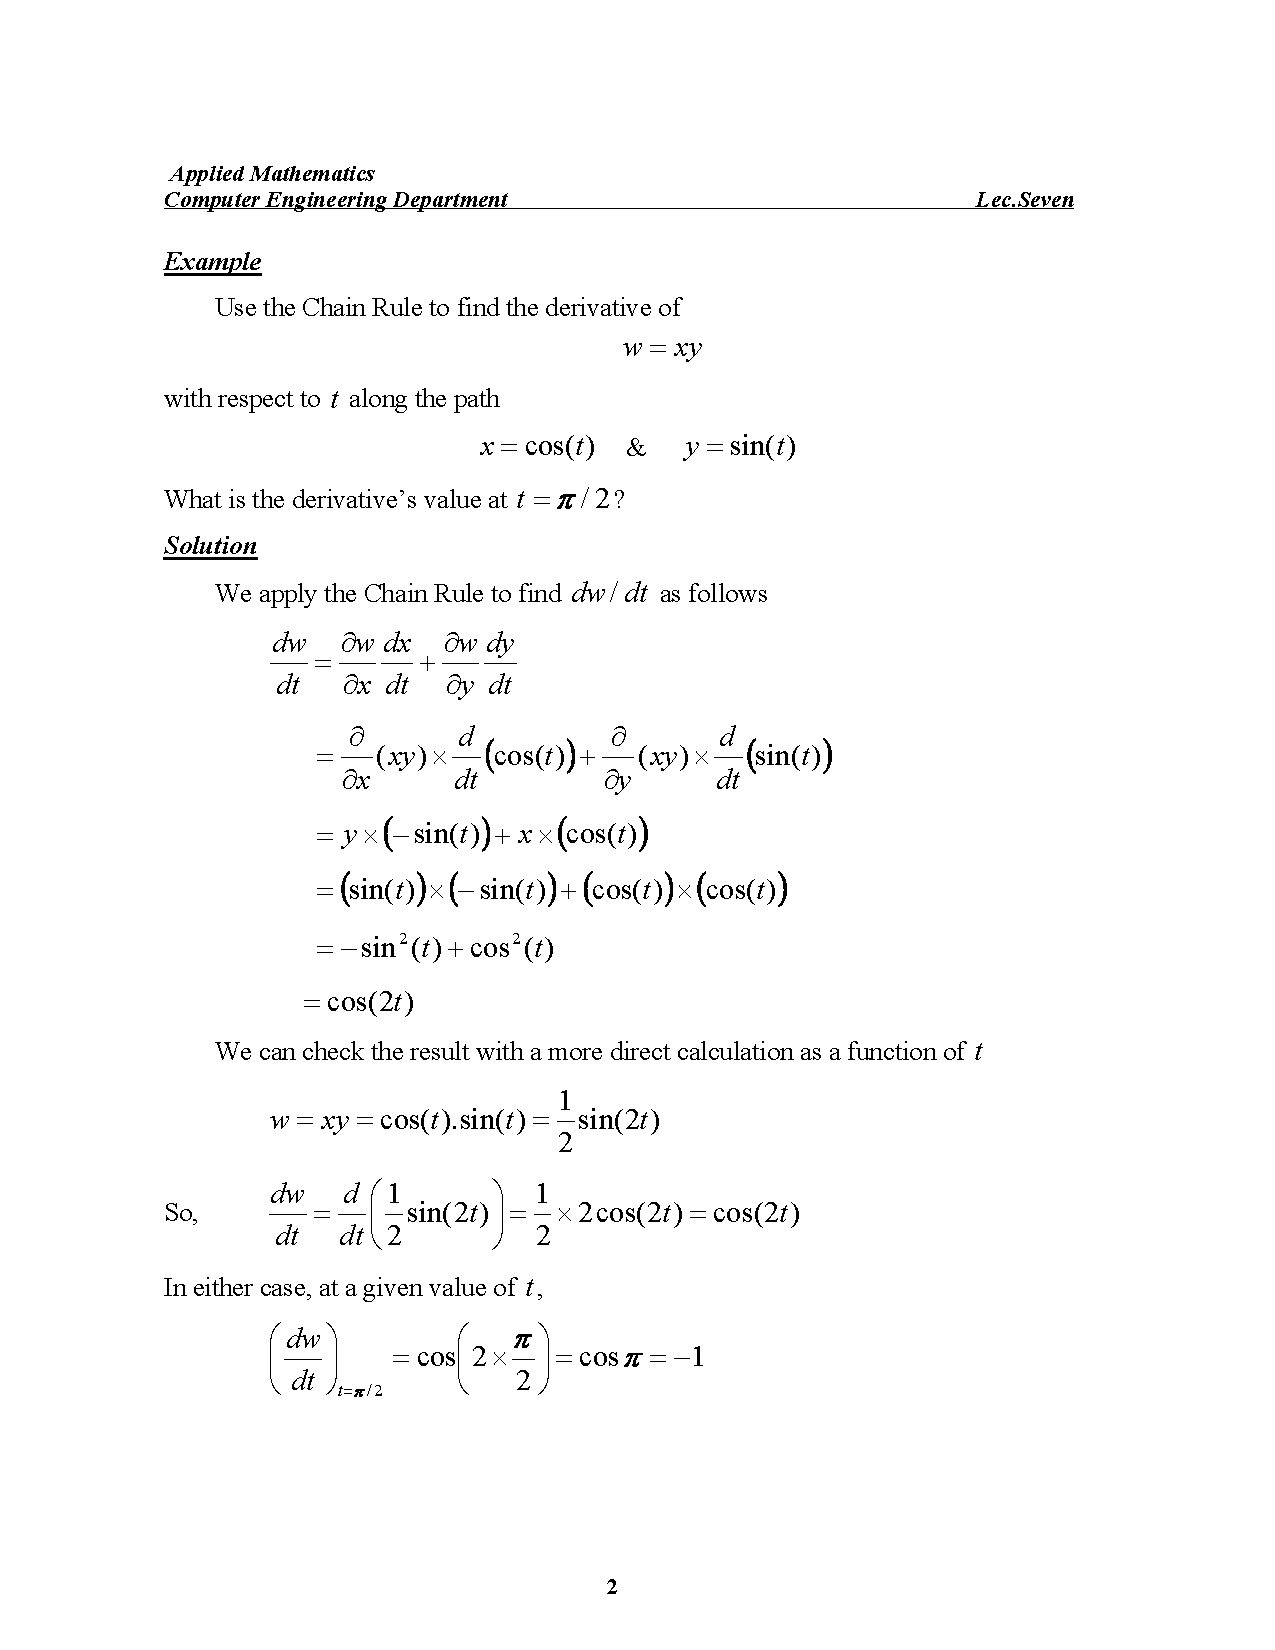 Applied Mathematics
Computer Engineering Department Lec.Seven
Example
Use the Chain Rule to find the derivative of
w = xy
with respect to t along the path
x = cos(t) & y = sin(t)
What is the derivative’s value at t = π / 2 ?
Solution
We apply the Chain Rule to find dw / dt as follows
dw/dt = ∂w/∂x dx/dt + ∂w/∂y dy/dt
= ∂/∂x (xy) × d/dt (cos(t)) + ∂/∂y (xy) × d/dt (sin(t))
= y × (−sin(t)) + x × (cos(t))
= (sin(t)) × (−sin(t)) + (cos(t)) × (cos(t))
= −sin²(t) + cos²(t)
= cos(2t)
We can check the result with a more direct calculation as a function of t
w = xy = cos(t).sin(t) = 1/2 sin(2t)
So, dw/dt = d/dt (1/2 sin(2t)) = 1/2 × 2cos(2t) = cos(2t)
In either case, at a given value of t,
(dw/dt)t=π/2 = cos(2 × π/2) = cos π = −1
2